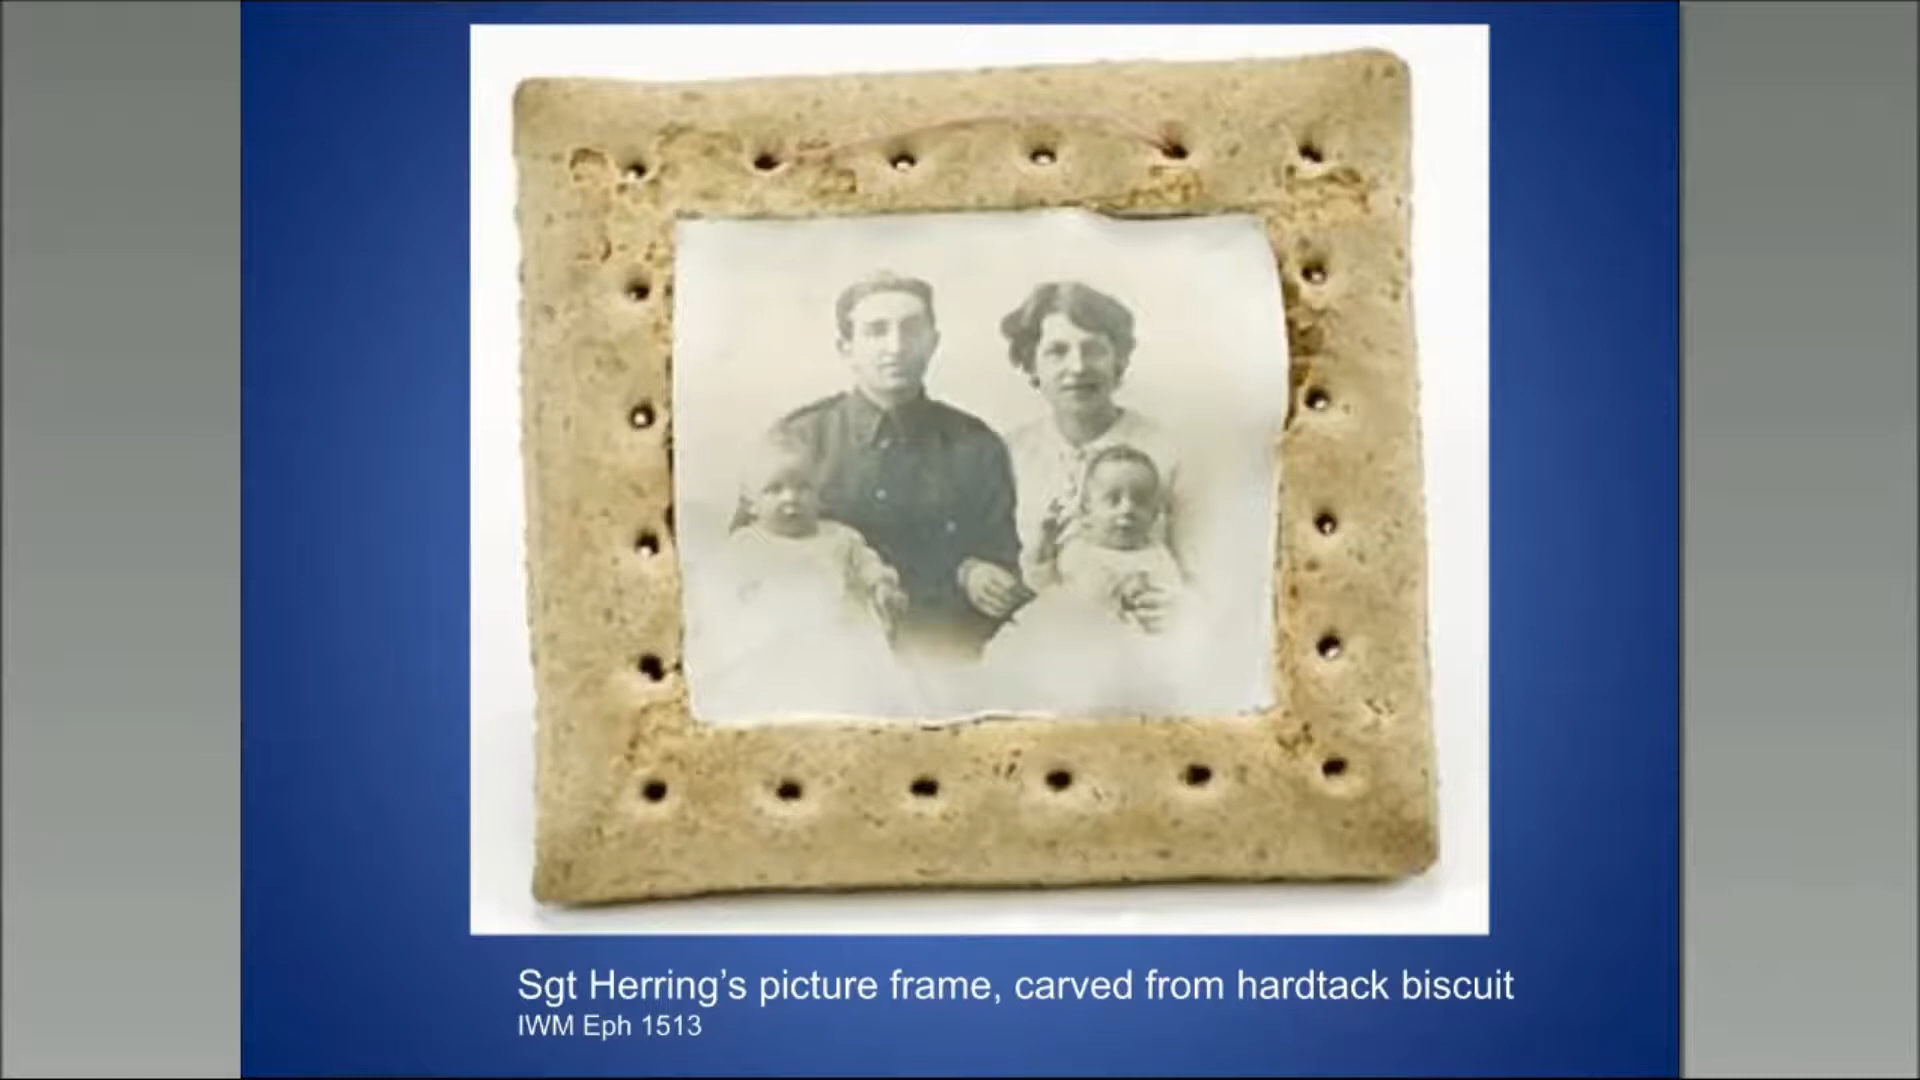 Sgt Herring’s picture frame, carved from hardtack biscuit
IWM Eph 1513